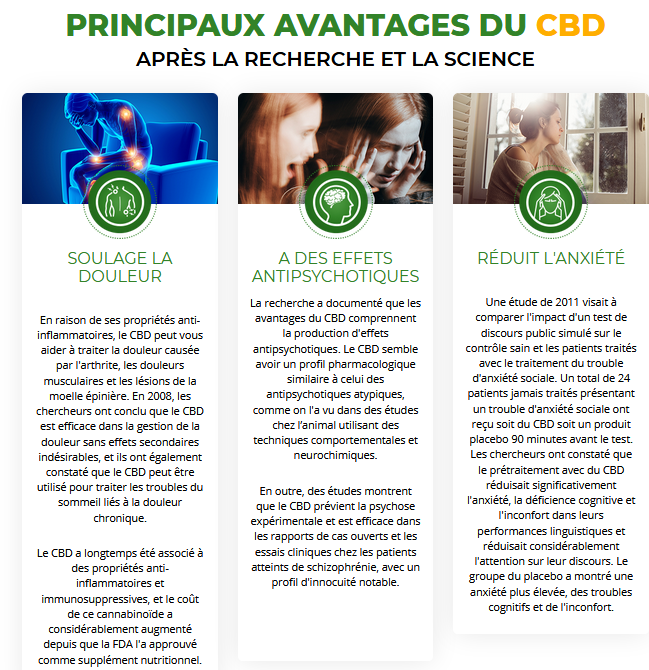 PRINCIPAUX AVANTAGES DU CBD
APRÈS LA RECHERCHE ET LA SCIENCE
SOULAGE LA
DOULEUR
En raison de ses propriétés anti-
inflammatoires, le CBD peut vous
aider à traiter la douleur causée
par l'arthrite, les douleurs
musculaires et les lésions de la
moelle épinière. En 2008, les
chercheurs ont conclu que le CBD
est efficace dans la gestion de la
douleur sans effets secondaires
indésirables, et ils ont également
constaté que le CBD peut être
utilisé pour traiter les troubles du
sommeil liés à la douleur
chronique.
Le CBD a longtemps été associé à
des propriétés anti-
inflammatoires et
immunosuppressives, et le coût
de ce cannabinoïde a
considérablement augmenté
depuis que la FDA l'a approuvé
comme supplément nutritionnel.
A DES EFFETS
ANTIPSYCHOTIQUES
La recherche a documenté que les
avantages du CBD comprennent
la production d'effets
antipsychotiques. Le CBD semble
avoir un profil pharmacologique
similaire à celui des
antipsychotiques atypiques,
comme on l'a vu dans des études
chez l’animal utilisant des
techniques comportementales et
neurochimiques.
En outre, des études montrent
que le CBD prévient la psychose
expérimentale et est efficace dans
les rapports de cas ouverts et les
essais cliniques chez les patients
atteints de schizophrénie, avec un
profil d'innocuité notable.
RÉDUIT L'ANXIÉTÉ
Une étude de 2011 visait à
comparer l'impact d'un test de
discours public simulé sur le
contrôle sain et les patients traités
avec le traitement du trouble
d'anxiété sociale. Un total de 24
patients jamais traités présentant
un trouble d'anxiété sociale ont
reçu soit du CBD soit un produit
placebo 90 minutes avant le test.
Les chercheurs ont constaté que
le prétraitement avec du CBD
réduisait significativement
l'anxiété, la déficience cognitive et
l'inconfort dans leurs
performances linguistiques et
réduisait considérablement
l'attention sur leur discours. Le
groupe du placebo a montré une
anxiété plus élevée, des troubles
cognitifs et de l'inconfort.